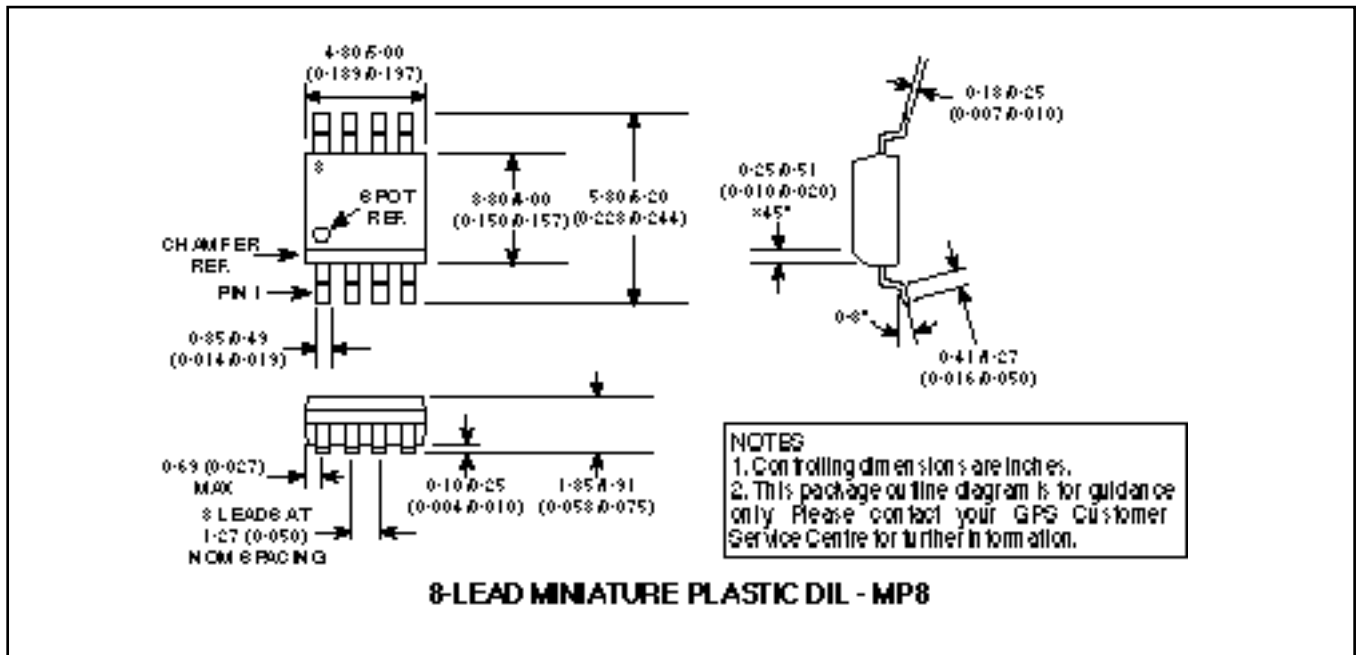 4·80/5·00
(0·189/0·197)
0·18/0·25
(0·007/0·010)
8
SPOT
REF.
3·80/4·00
(0·150/0·157)
5·80/6·20
(0·228/0·244)
0·25/0·51
(0·010/0·020)
×45°
CHAMFER
REF.
PIN 1
0·35/0·49
(0·014/0·019)
0-8°
0·41/1·27
(0·016/0·050)
0·69 (0·027)
MAX
0·10/0·25
(0·004/0·010)
1·35/1·91
(0·053/0·075)
8 LEADS AT
1·27 (0·050)
NOM SPACING
NOTES
1. Controlling dimensions are inches.
2. This package outline diagram is for guidance
only. Please contact your GPS Customer
Service Centre for further information.
8-LEAD MINIATURE PLASTIC DIL - MP8